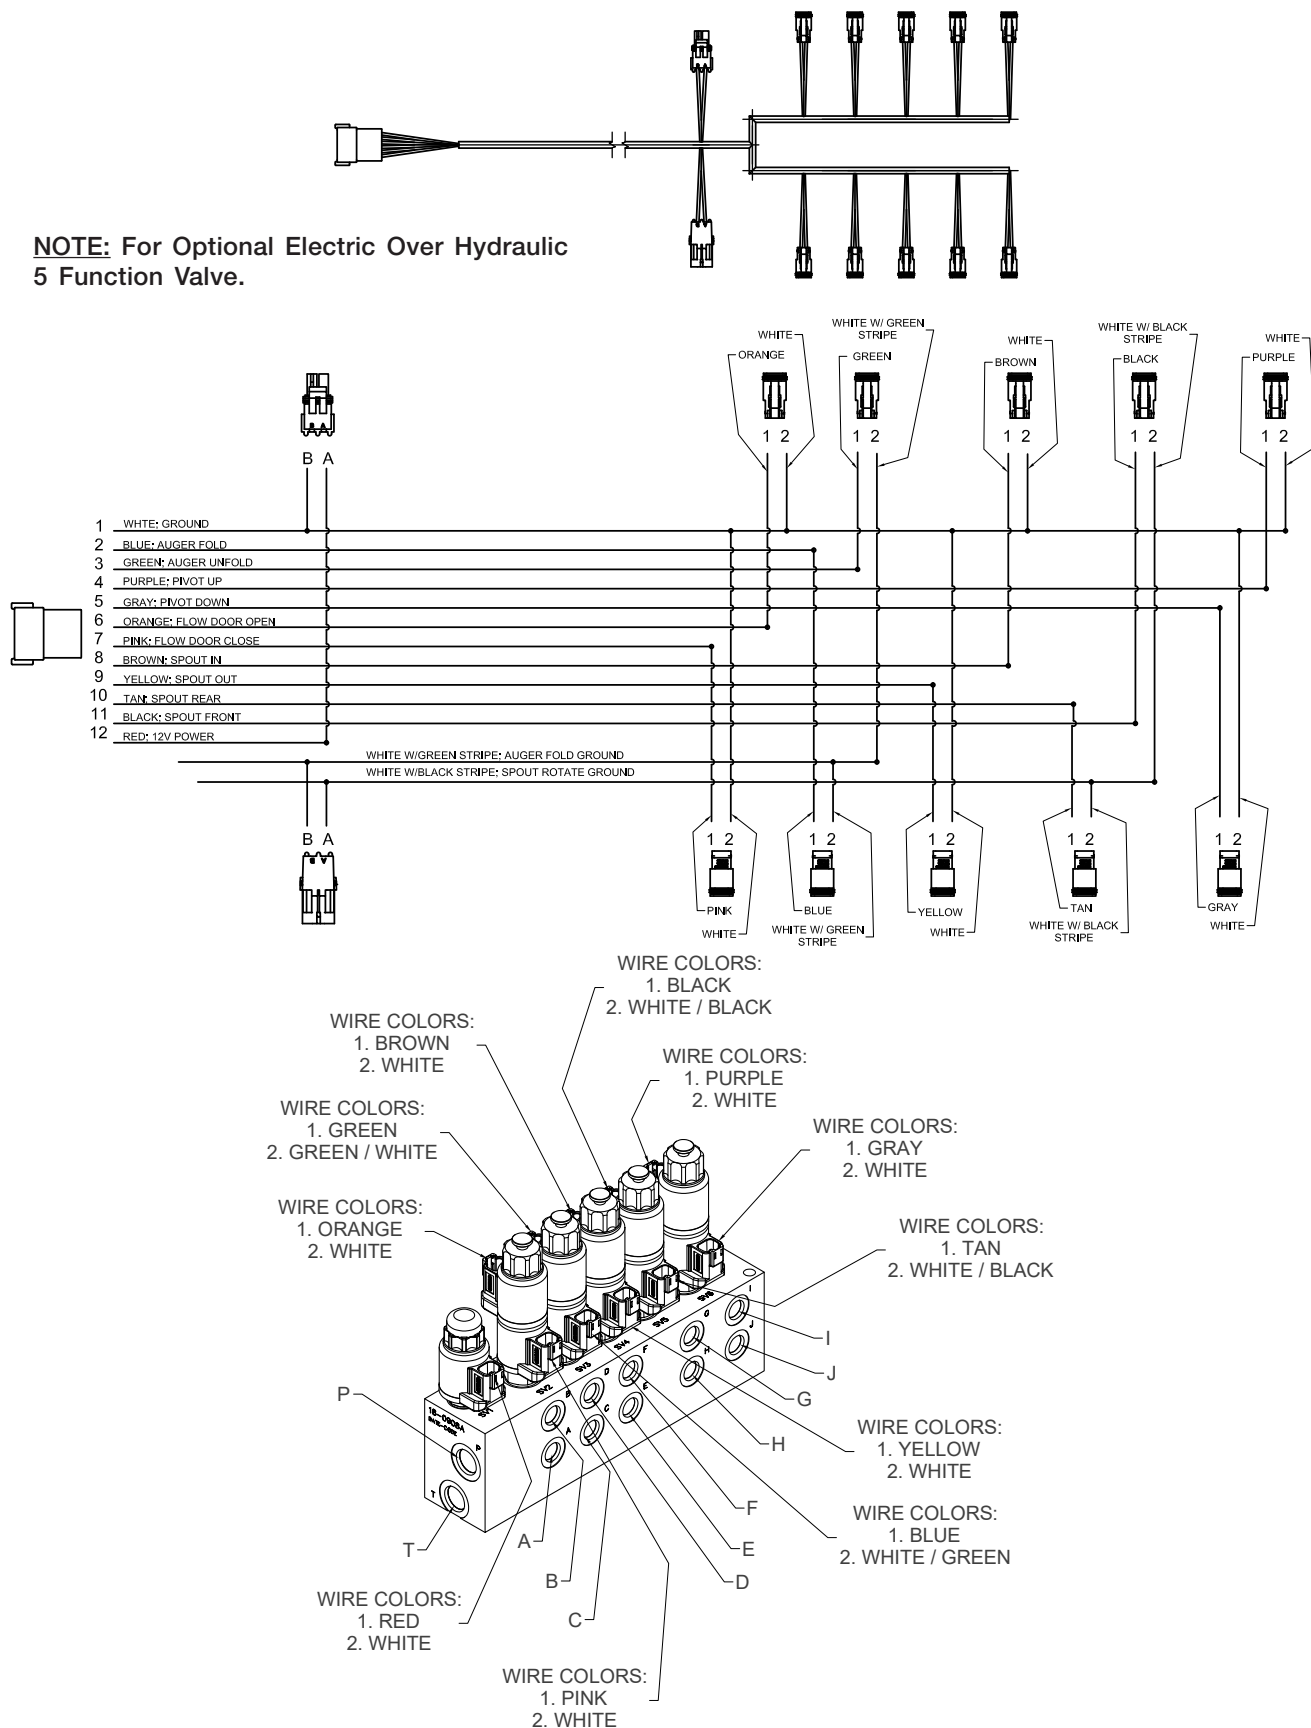 NOTE: For Optional Electric Over Hydraulic
5 Function Valve.
WHITE W/ GREEN
STRIPE
WHITE W/ BLACK
STRIPE
WHITE
WHITE
WHITE
ORANGE
GREEN
BROWN
BLACK
PURPLE
1 2
1 2
1 2
1 2
1 2
B A
1 WHTE: GROUND
2 BLUE: AUGER FOLD
3 GREEN: AUGER UNFOLD
4 PURPLE: PIVOT UP
5 GRAY: PIVOT DOWN
6 ORANGE: FLOW DOOR OPEN
7 PINK: FLOW DOOR CLOSE
8 BROWN: SPOUT IN
9 YELLOW: SPOUT OUT
10 TAN: SPOUT REAR
11 BLACK: SPOUT FRONT
12 RED: 12V POWER
WHITE W/GREEN STRIPE: AUGER FOLD GROUND
WHITE W/BLACK STRIPE: SPOUT ROTATE GROUND
B A
1 2
1 2
1 2
1 2
1 2
PINK
BLUE
YELLOW
TAN
GRAY
WHITE
WHITE W/ GREEN
STRIPE
WHITE
WHITE W/ BLACK
STRIPE
WHITE
WIRE COLORS:
1. BLACK
2. WHITE / BLACK
WIRE COLORS:
1. BROWN
2. WHITE
WIRE COLORS:
1. PURPLE
2. WHITE
WIRE COLORS:
1. GREEN
2. GREEN / WHITE
WIRE COLORS:
1. GRAY
2. WHITE
WIRE COLORS:
1. ORANGE
2. WHITE
WIRE COLORS:
1. TAN
2. WHITE / BLACK
SV1
SV2
SV3
SV4
SV5
SV6
P
T
A
B
C
D
E
F
G
H
I
J
I
J
G
H
P
WIRE COLORS:
1. YELLOW
2. WHITE
F
WIRE COLORS:
1. BLUE
2. WHITE / GREEN
T
A
E
B
D
C
WIRE COLORS:
1. RED
2. WHITE
WIRE COLORS:
1. PINK
2. WHITE